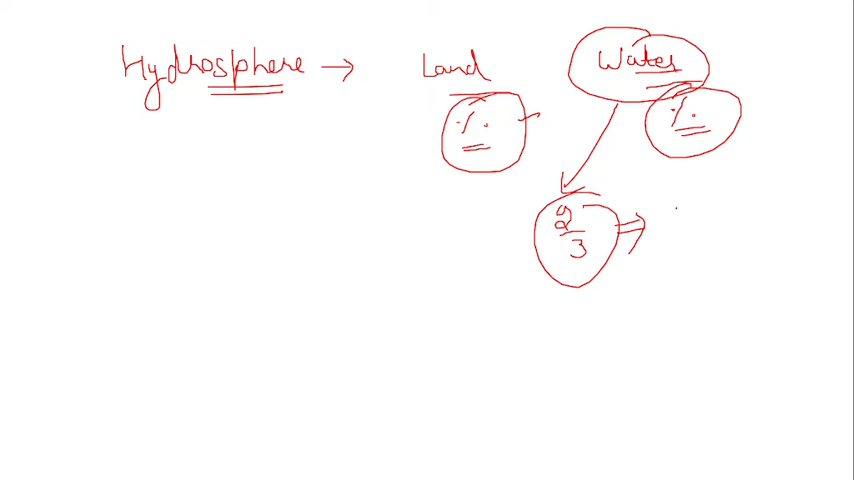 Hydrosphere → Land Water
% %
2/3 ⇒